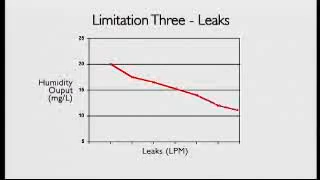 Limitation Three - Leaks
25
20
15
10
5
Humidity
Ouput
(mg/L)
Leaks (LPM)